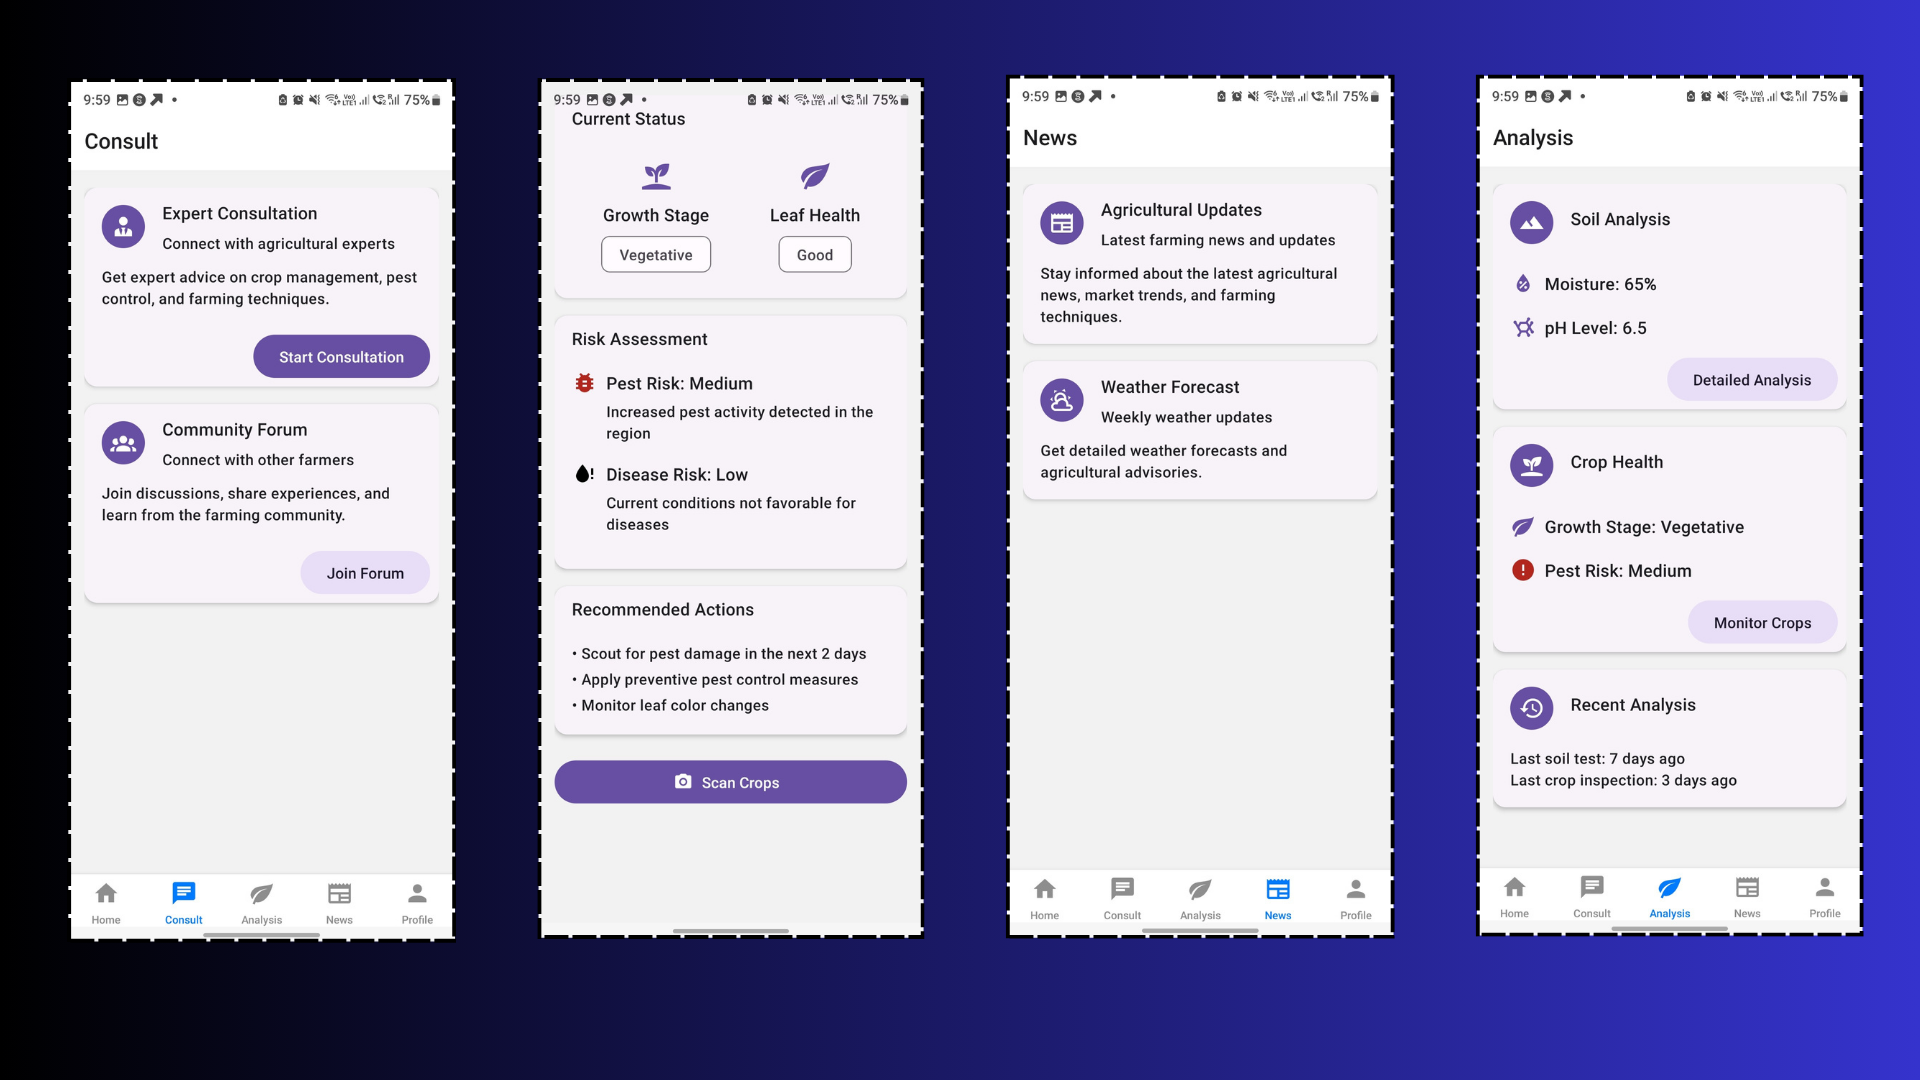 9:59
75%
Consult
Expert Consultation
Connect with agricultural experts
Get expert advice on crop management, pest
control, and farming techniques.
Start Consultation
Community Forum
Connect with other farmers
Join discussions, share experiences, and
learn from the farming community.
Join Forum
Home
Consult
Analysis
News
Profile
9:59
75%
Current Status
Growth Stage
Leaf Health
Vegetative
Good
Risk Assessment
Pest Risk: Medium
Increased pest activity detected in the
region
Disease Risk: Low
Current conditions not favorable for
diseases
Recommended Actions
• Scout for pest damage in the next 2 days
• Apply preventive pest control measures
• Monitor leaf color changes
Scan Crops
9:59
75%
News
Agricultural Updates
Latest farming news and updates
Stay informed about the latest agricultural
news, market trends, and farming
techniques.
Weather Forecast
Weekly weather updates
Get detailed weather forecasts and
agricultural advisories.
Home
Consult
Analysis
News
Profile
9:59
75%
Analysis
Soil Analysis
Moisture: 65%
pH Level: 6.5
Detailed Analysis
Crop Health
Growth Stage: Vegetative
Pest Risk: Medium
Monitor Crops
Recent Analysis
Last soil test: 7 days ago
Last crop inspection: 3 days ago
Home
Consult
Analysis
News
Profile